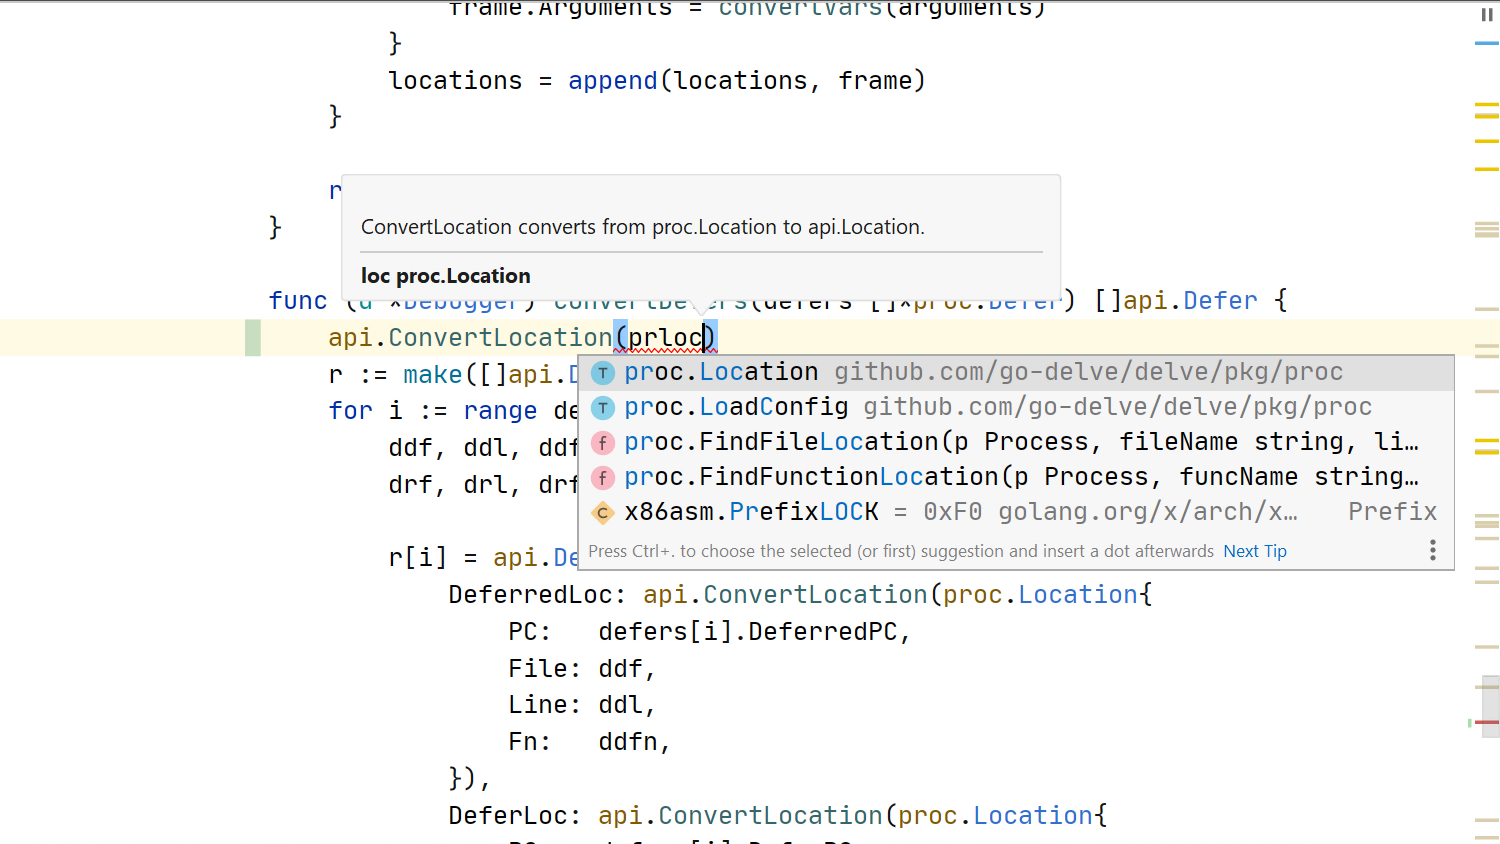 frame.Arguments = convertVars(arguments)
}
locations = append(locations, frame)
}
r
}
ConvertLocation converts from proc.Location to api.Location.
loc proc.Location
func (d *Debugger) convertDefers(defers []*proc.Defer) []api.Defer {
api.ConvertLocation(prloc)
r := make([]api.D
for i := range de
ddf, ddl, ddf
drf, drl, drf
proc.Location github.com/go-delve/delve/pkg/proc
proc.LoadConfig github.com/go-delve/delve/pkg/proc
proc.FindFileLocation(p Process, fileName string, li…
proc.FindFunctionLocation(p Process, funcName string…
x86asm.PrefixLOCK = 0xF0 golang.org/x/arch/x… Prefix
Press Ctrl+. to choose the selected (or first) suggestion and insert a dot afterwards Next Tip
r[i] = api.De
DeferredLoc: api.ConvertLocation(proc.Location{
PC: defers[i].DeferredPC,
File: ddf,
Line: ddl,
Fn: ddfn,
}),
DeferLoc: api.ConvertLocation(proc.Location{